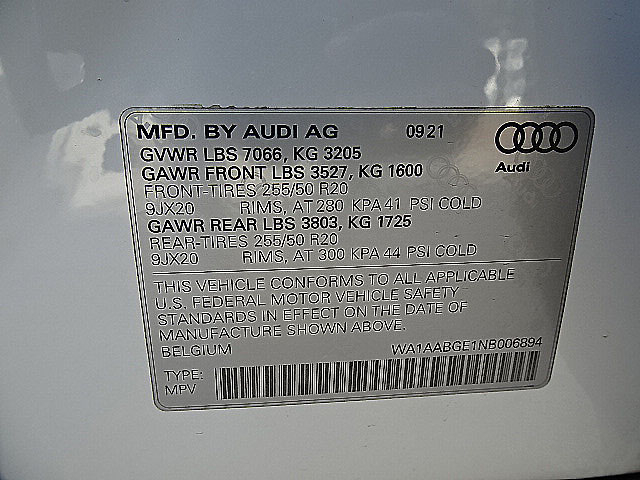 MFD. BY AUDI AG 09 21
GVWR LBS 7066, KG 3205
GAWR FRONT LBS 3527, KG 1600
Audi
FRONT-TIRES 255/50 R20
9JX20 RIMS, AT 280 KPA 41 PSI COLD
GAWR REAR LBS 3803, KG 1725
REAR-TIRES 255/50 R20
9JX20 RIMS, AT 300 KPA 44 PSI COLD
THIS VEHICLE CONFORMS TO ALL APPLICABLE
U.S. FEDERAL MOTOR VEHICLE SAFETY
STANDARDS IN EFFECT ON THE DATE OF
MANUFACTURE SHOWN ABOVE.
BELGIUM WA1AABGE1NB006894
TYPE:
MPV